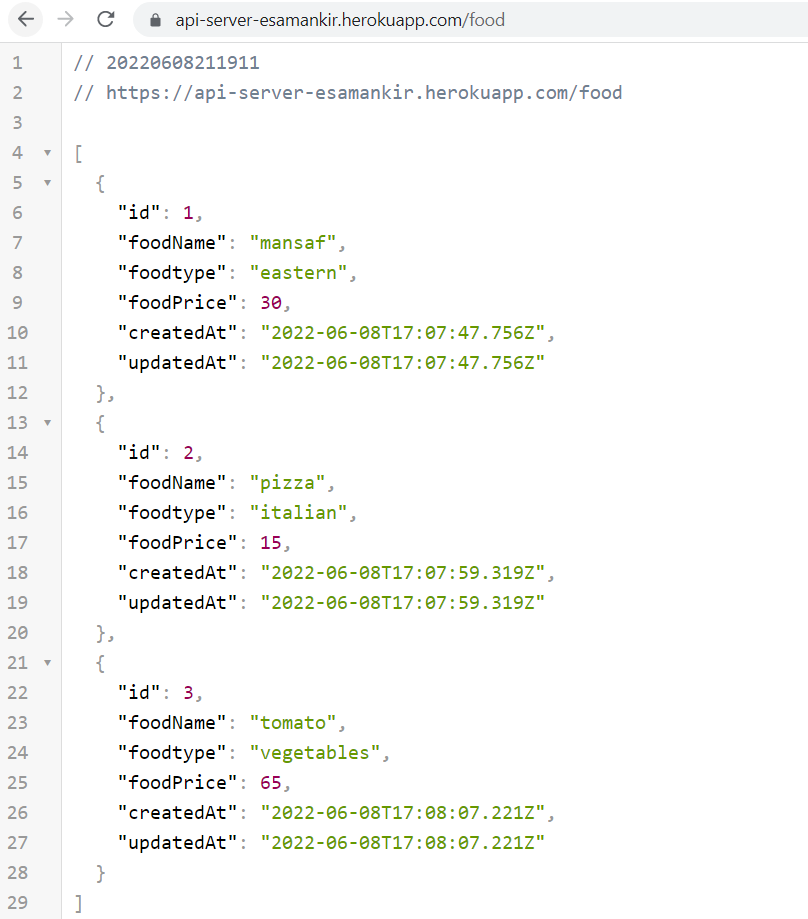 api-server-esamankir.herokuapp.com/food
1 // 20220608211911
2 // https://api-server-esamankir.herokuapp.com/food
3
4 [
5 {
6 "id": 1,
7 "foodName": "mansaf",
8 "foodtype": "eastern",
9 "foodPrice": 30,
10 "createdAt": "2022-06-08T17:07:47.756Z",
11 "updatedAt": "2022-06-08T17:07:47.756Z"
12 },
13 {
14 "id": 2,
15 "foodName": "pizza",
16 "foodtype": "italian",
17 "foodPrice": 15,
18 "createdAt": "2022-06-08T17:07:59.319Z",
19 "updatedAt": "2022-06-08T17:07:59.319Z"
20 },
21 {
22 "id": 3,
23 "foodName": "tomato",
24 "foodtype": "vegetables",
25 "foodPrice": 65,
26 "createdAt": "2022-06-08T17:08:07.221Z",
27 "updatedAt": "2022-06-08T17:08:07.221Z"
28 }
29 ]